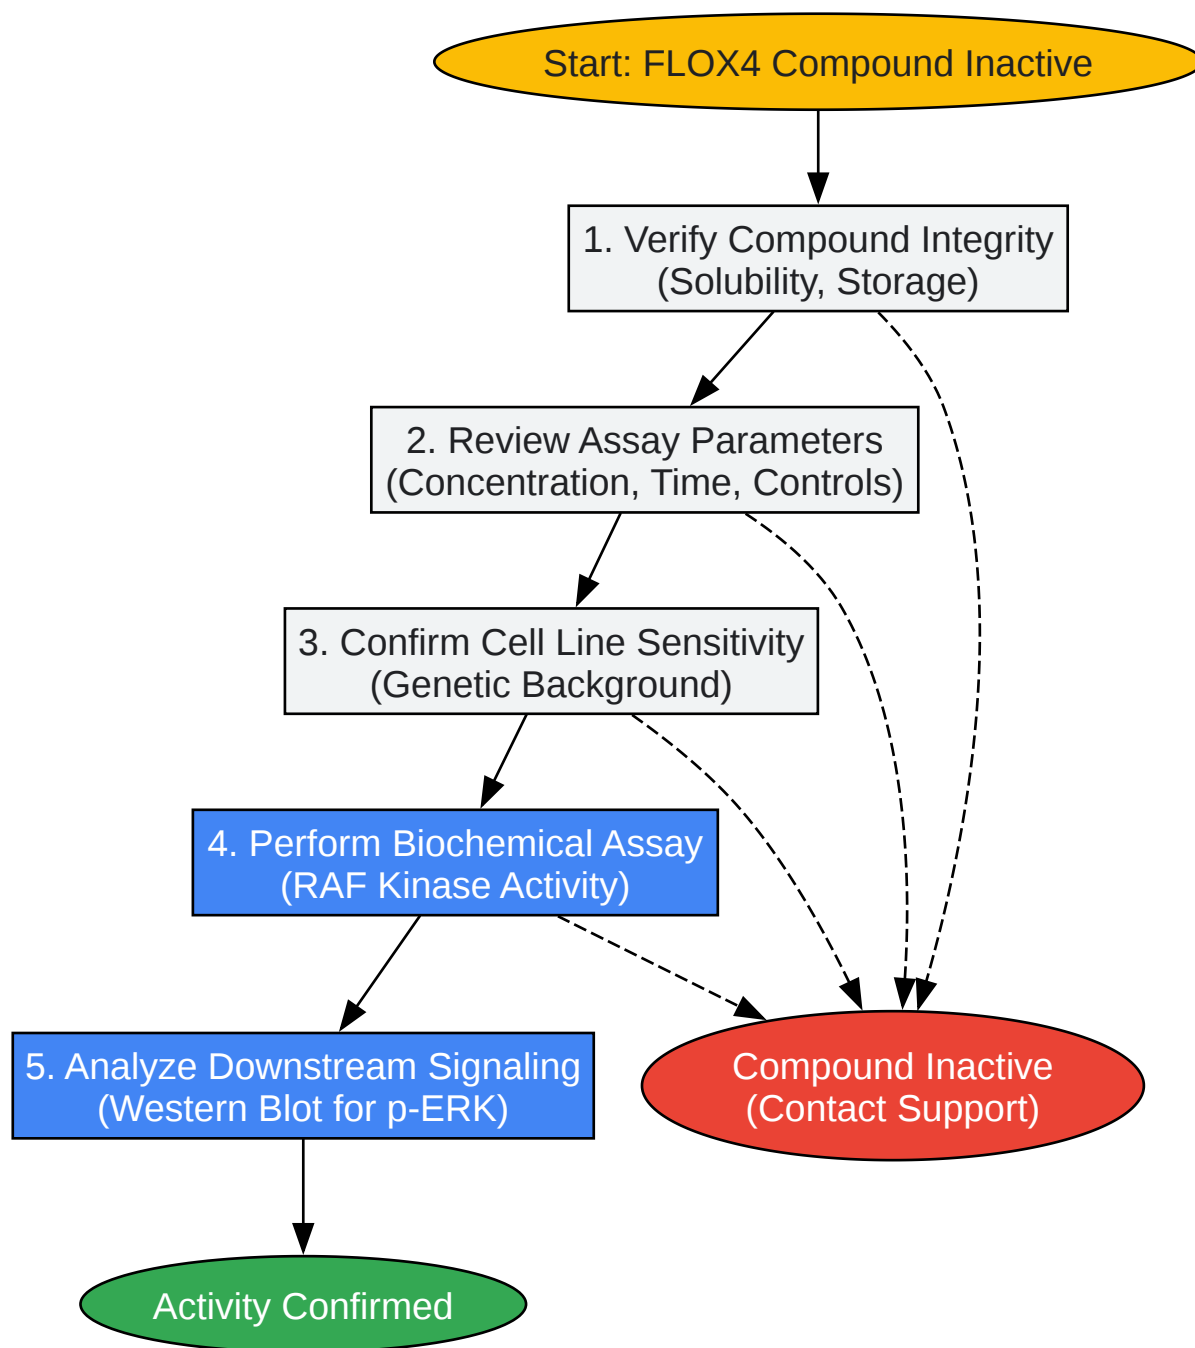 Start: FLOX4 Compound Inactive
1. Verify Compound Integrity
(Solubility, Storage)
2. Review Assay Parameters
(Concentration, Time, Controls)
3. Confirm Cell Line Sensitivity
(Genetic Background)
4. Perform Biochemical Assay
(RAF Kinase Activity)
5. Analyze Downstream Signaling
(Western Blot for p-ERK)
Compound Inactive
(Contact Support)
Activity Confirmed